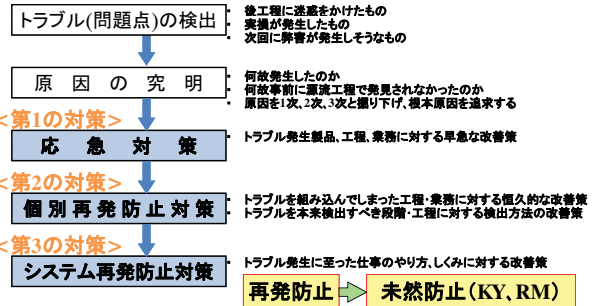 トラブル(問題点)の検出
・後工程に迷惑をかけたもの
・実損が発生したもの
・次回に弊害が発生しそうなもの
原因の究明
・何故発生したのか
・何故事前に源流工程で発見されなかったのか
・原因を1次、2次、3次と掘り下げ、根本原因を追求する
<第1の対策>
応急対策
・トラブル発生製品、工程、業務に対する早急な改善策
<第2の対策>
個別再発防止対策
・トラブルを組み込んでしまった工程・業務に対する恒久的な改善策
・トラブルを本来検出すべき段階・工程に対する検出方法の改善策
<第3の対策>
システム再発防止対策
・トラブル発生に至った仕事のやり方、しくみに対する改善策
再発防止
未然防止(KY、RM)